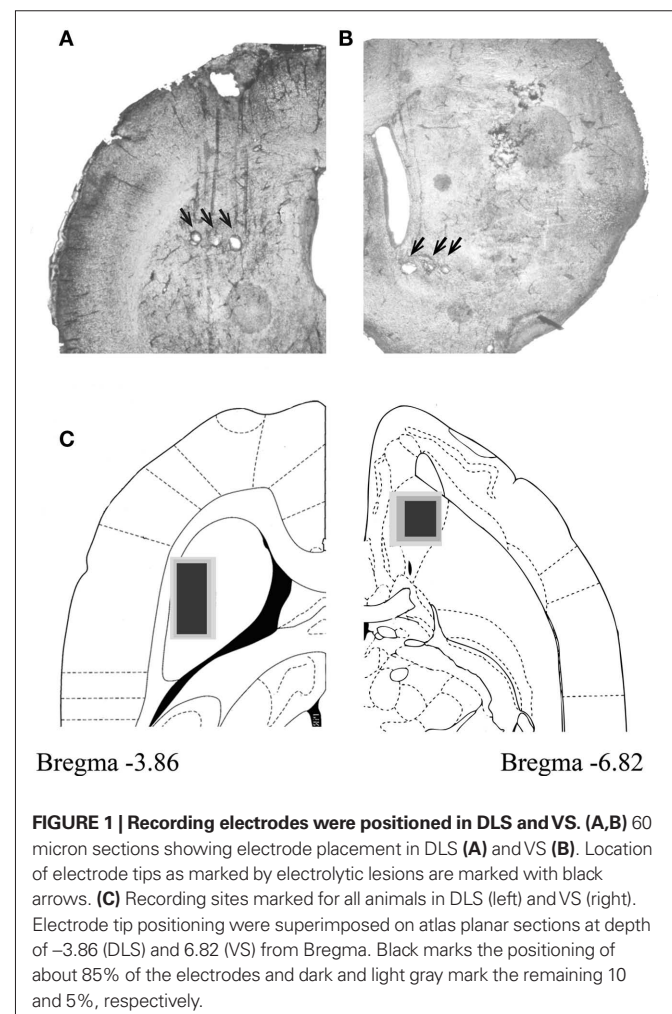 A
B
C
Bregma -3.86
Bregma -6.82
FIGURE 1 | Recording electrodes were positioned in DLS and VS. (A,B) 60
micron sections showing electrode placement in DLS (A) and VS (B). Location
of electrode tips as marked by electrolytic lesions are marked with black
arrows. (C) Recording sites marked for all animals in DLS (left) and VS (right).
Electrode tip positioning were superimposed on atlas planar sections at depth
of –3.86 (DLS) and 6.82 (VS) from Bregma. Black marks the positioning of
about 85% of the electrodes and dark and light gray mark the remaining 10
and 5%, respectively.